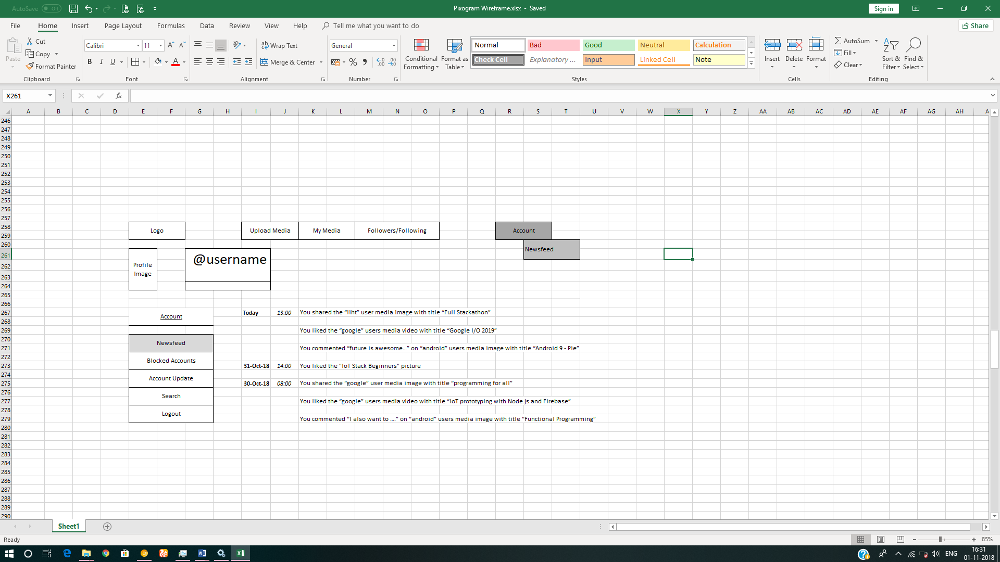 AutoSave Off Pixogram Wireframe.xlsx - Saved Sign in
File Home Insert Page Layout Formulas Data Review View Help Tell me what you want to do Share
Paste
Cut
Copy
Format Painter
Clipboard
Calibri 11 A A
B I U A
Font
ab Wrap Text
Merge & Center
Alignment
General
% ,
Number
Conditional Formatting
Format as Table
Normal Bad Good Neutral Calculation
Check Cell Explanatory ... Input Linked Cell Note
Styles
Insert Delete Format
Cells
AutoSum
Fill
Clear
Sort & Filter
Find & Select
Editing
X261 fx
A B C D E F G H I J K L M N O P Q R S T U V W X Y Z AA AB AC AD AE AF AG AH A
246
247
248
249
250
251
252
253
254
255
256
257
258
259
260
261
262
263
264
265
266
267
268
269
270
271
272
273
274
275
276
277
278
279
280
281
282
283
284
285
286
287
288
289
290
Logo Upload Media My Media Followers/Following Account
Newsfeed
Profile
Image
@username
Account
Newsfeed
Blocked Accounts
Account Update
Search
Logout
Today 13:00 You shared the “iiht” user media image with title “Full Stackathon”
You liked the “google” users media video with title “Google I/O 2019”
You commented “future is awesome...” on “android” users media image with title “Android 9 - Pie”
31-Oct-18 14:00 You liked the "IoT Stack Beginners" picture
30-Oct-18 08:00 You shared the “google” user media image with title “programming for all”
You liked the “google” users media video with title “ioT prototyping with Node.js and Firebase”
You commented “I also want to ....” on “android” users media image with title “Functional Programming”
Sheet1
Ready 85%
ENG 16:31
01-11-2018